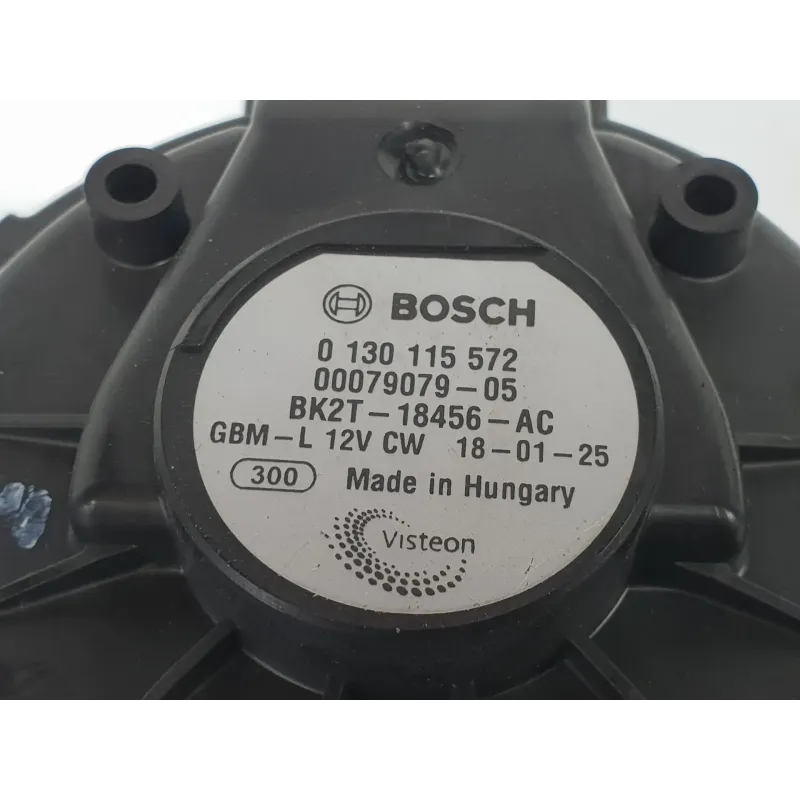 BOSCH
0 130 115 572
00079079-05
BK2T-18456-AC
GBM-L 12V CW 18-01-25
300 Made in Hungary
Visteon